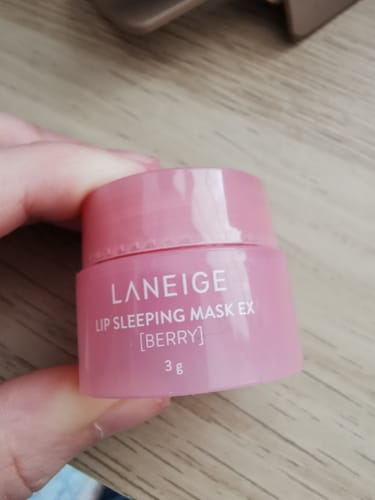 LANEIGE
LIP SLEEPING MASK EX
[BERRY]
3 g